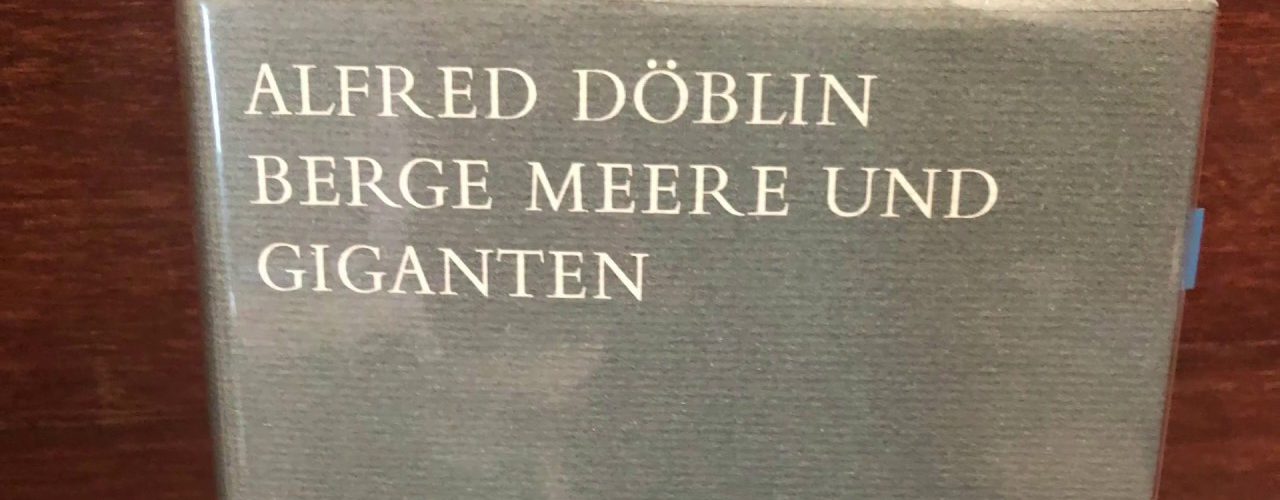 ALFRED DÖBLIN
BERGE MEERE UND
GIGANTEN